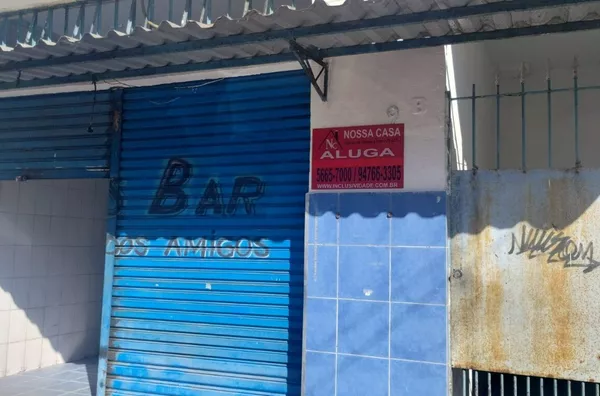 Bar
DOS AMIGOS
NOSSA CASA
ALUGA
5665-7000 / 94766-3305
WWW.INCLUSIVIDADE.COM.BR